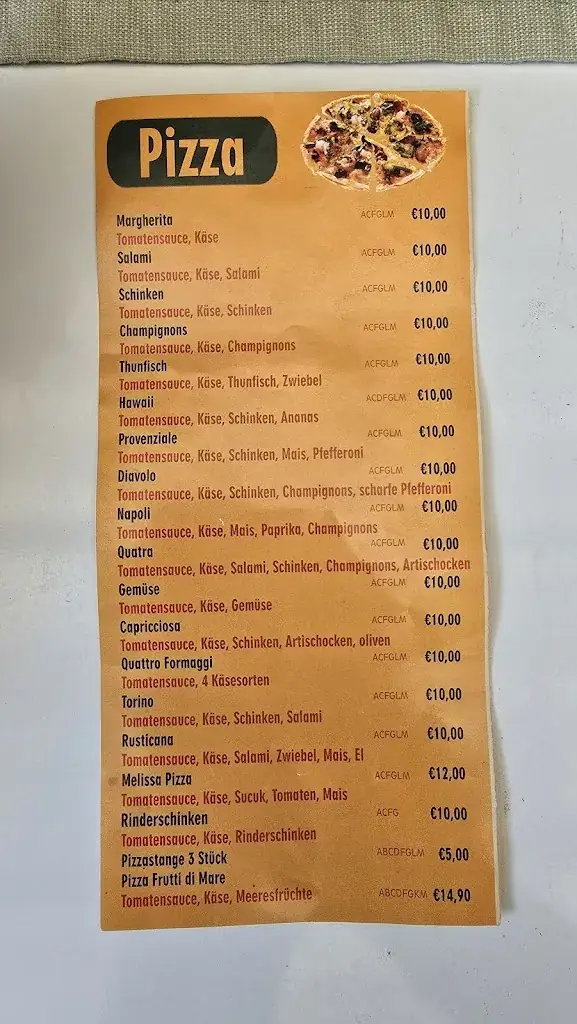 Pizza
Margherita ACFGLM €10,00
Tomatensauce, Käse
Salami ACFGLM €10,00
Tomatensauce, Käse, Salami
Schinken ACFGLM €10,00
Tomatensauce, Käse, Schinken
Champignons ACFGLM €10,00
Tomatensauce, Käse, Champignons
Thunfisch ACFGLM €10,00
Tomatensauce, Käse, Thunfisch, Zwiebel
Hawaii ACDFGLM €10,00
Tomatensauce, Käse, Schinken, Ananas
Provenziale ACFGLM €10,00
Tomatensauce, Käse, Schinken, Mais, Pfefferoni
Diavolo ACFGLM €10,00
Tomatensauce, Käse, Schinken, Champignons, scharfe Pfefferoni
Napoli ACFGLM €10,00
Tomatensauce, Käse, Mais, Paprika, Champignons
Quatra ACFGLM €10,00
Tomatensauce, Käse, Salami, Schinken, Champignons, Artischocken
Gemüse ACFGLM €10,00
Tomatensauce, Käse, Gemüse
Capricciosa ACFGLM €10,00
Tomatensauce, Käse, Schinken, Artischocken, oliven
Quattro Formaggi ACFGLM €10,00
Tomatensauce, 4 Käsesorten
Torino ACFGLM €10,00
Tomatensauce, Käse, Schinken, Salami
Rusticana ACFGLM €10,00
Tomatensauce, Käse, Salami, Zwiebel, Mais, EI
Melissa Pizza ACFGLM €12,00
Tomatensauce, Käse, Sucuk, Tomaten, Mais
Rinderschinken ACFG €10,00
Tomatensauce, Käse, Rinderschinken
Pizzastange 3 Stück ABCDFGLM €5,00
Pizza Frutti di Mare
Tomatensauce, Käse, Meeresfrüchte ABCDFGKM €14,90